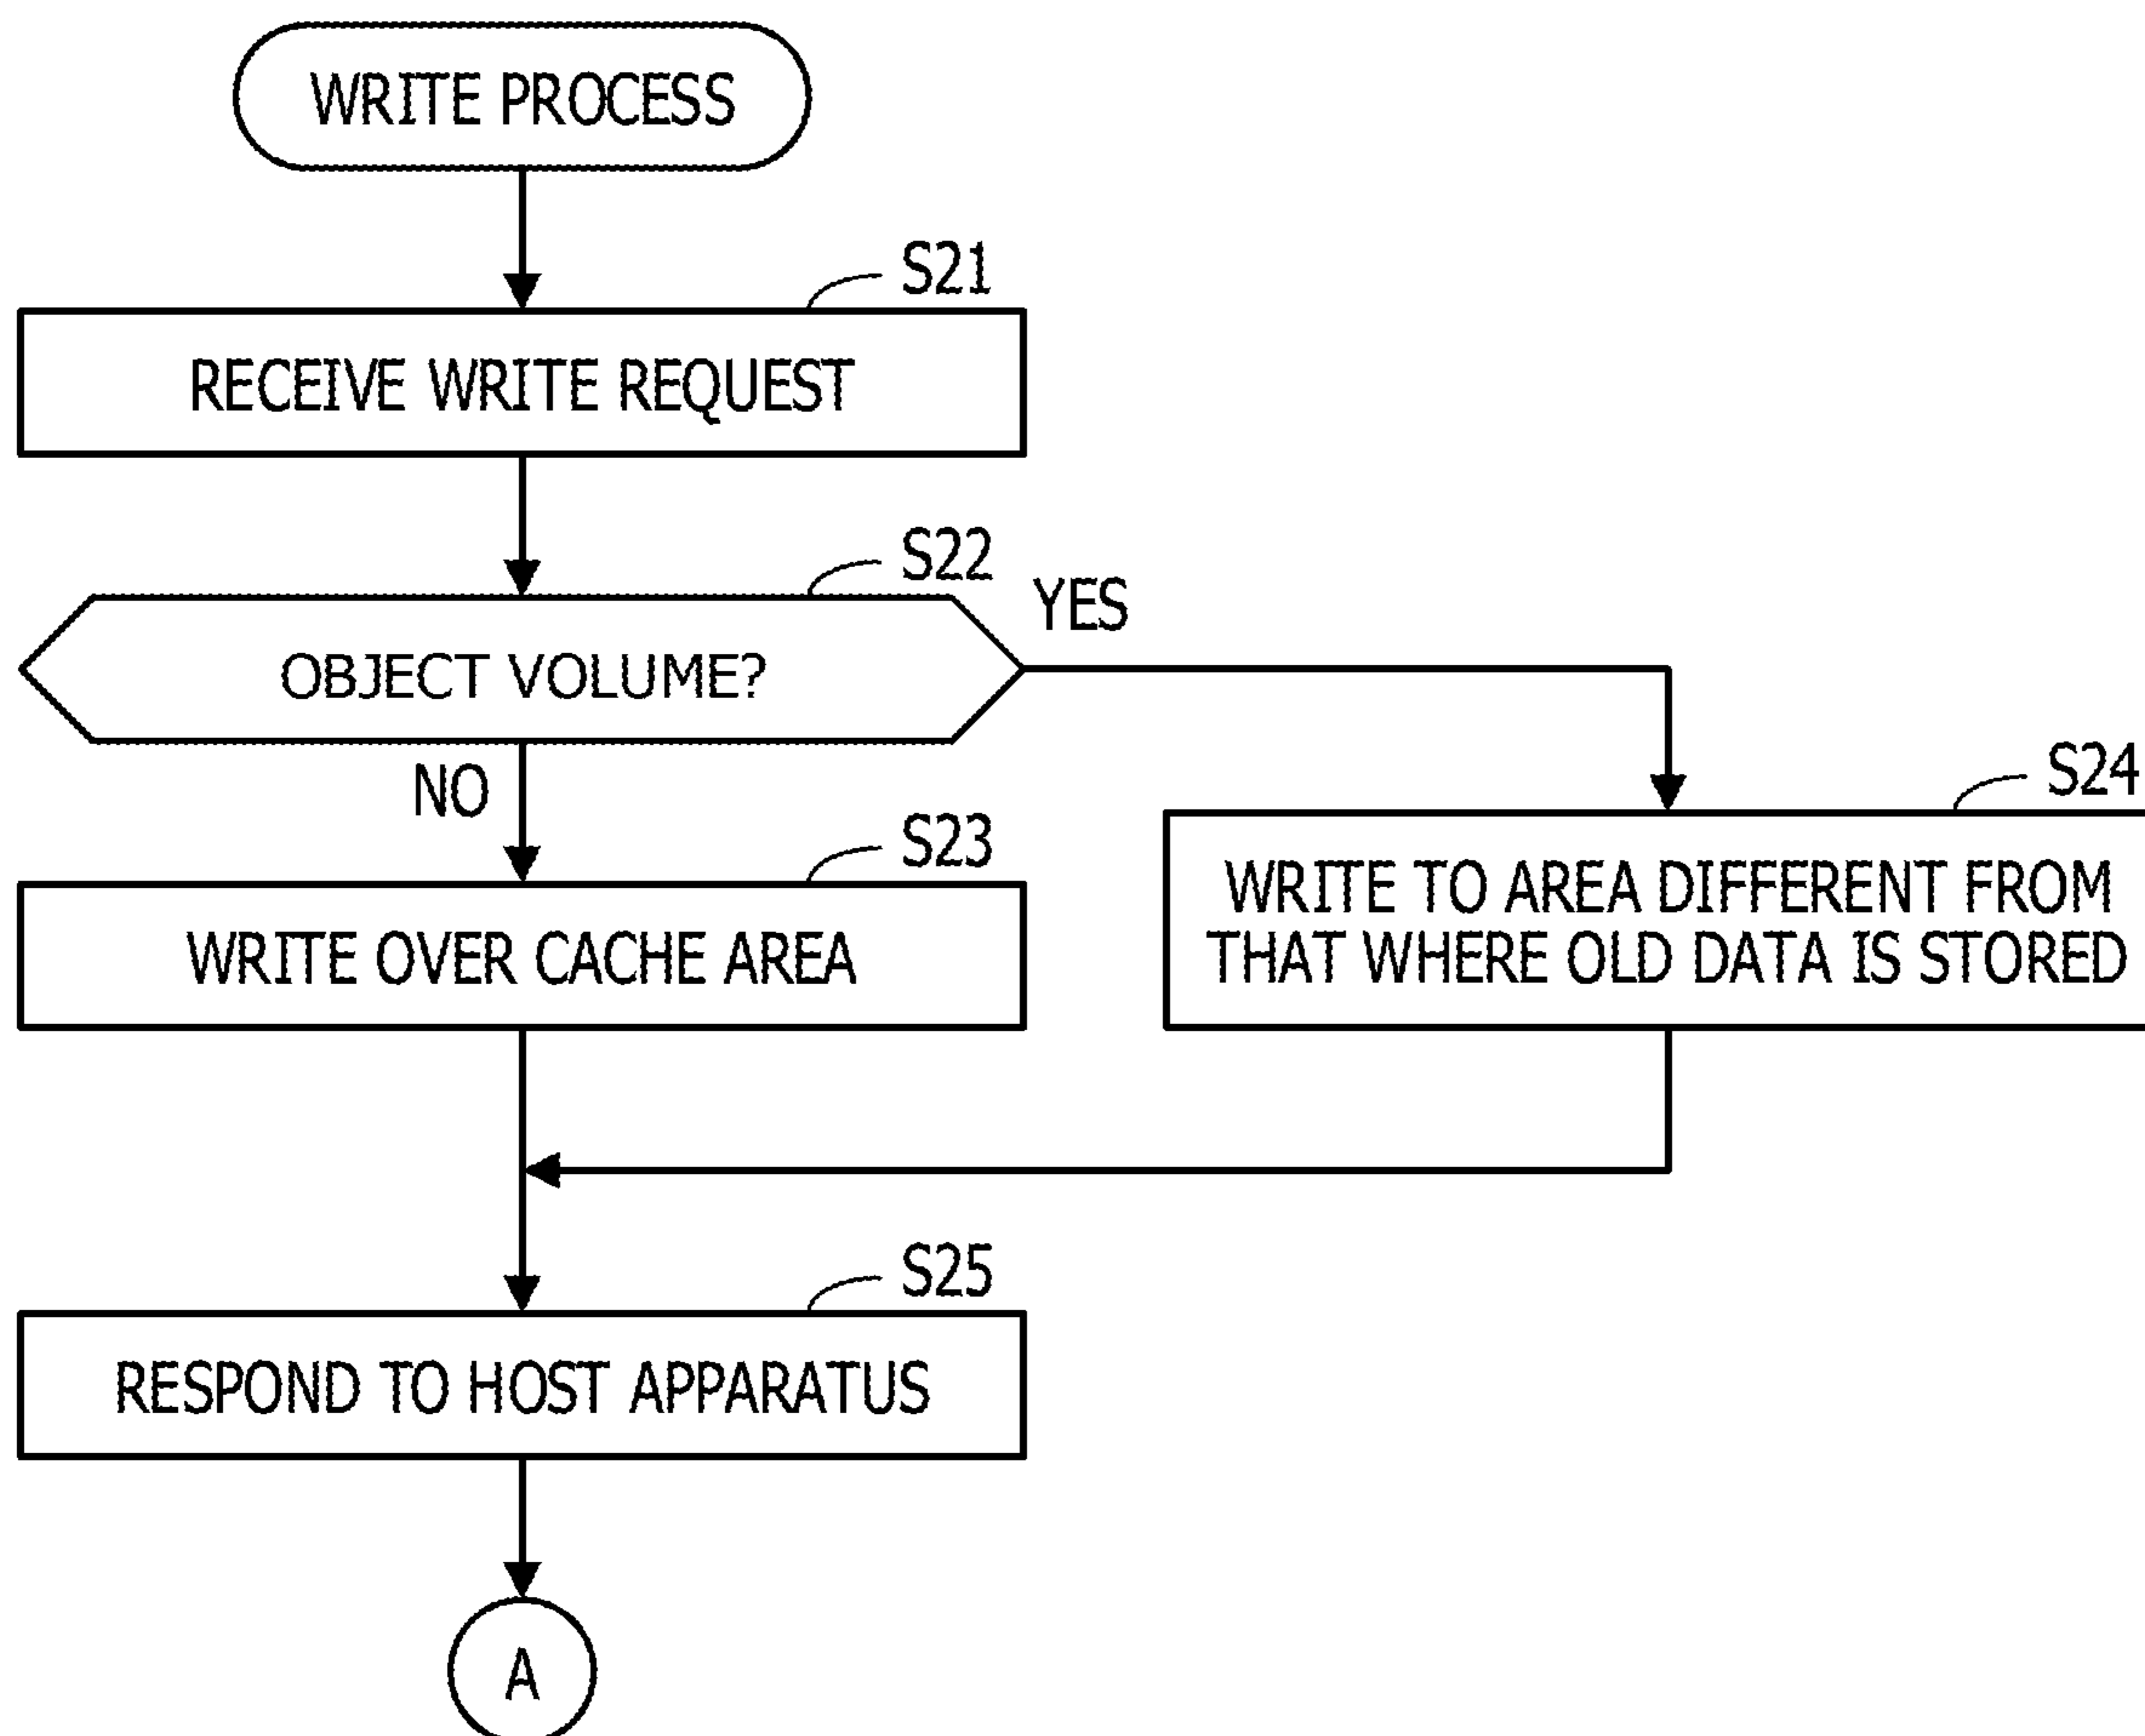 WRITE PROCESS
S21
RECEIVE WRITE REQUEST
S22
YES
OBJECT VOLUME?
NO
S24
S23
WRITE TO AREA DIFFERENT FROM
THAT WHERE OLD DATA IS STORED
WRITE OVER CACHE AREA
S25
RESPOND TO HOST APPARATUS
A